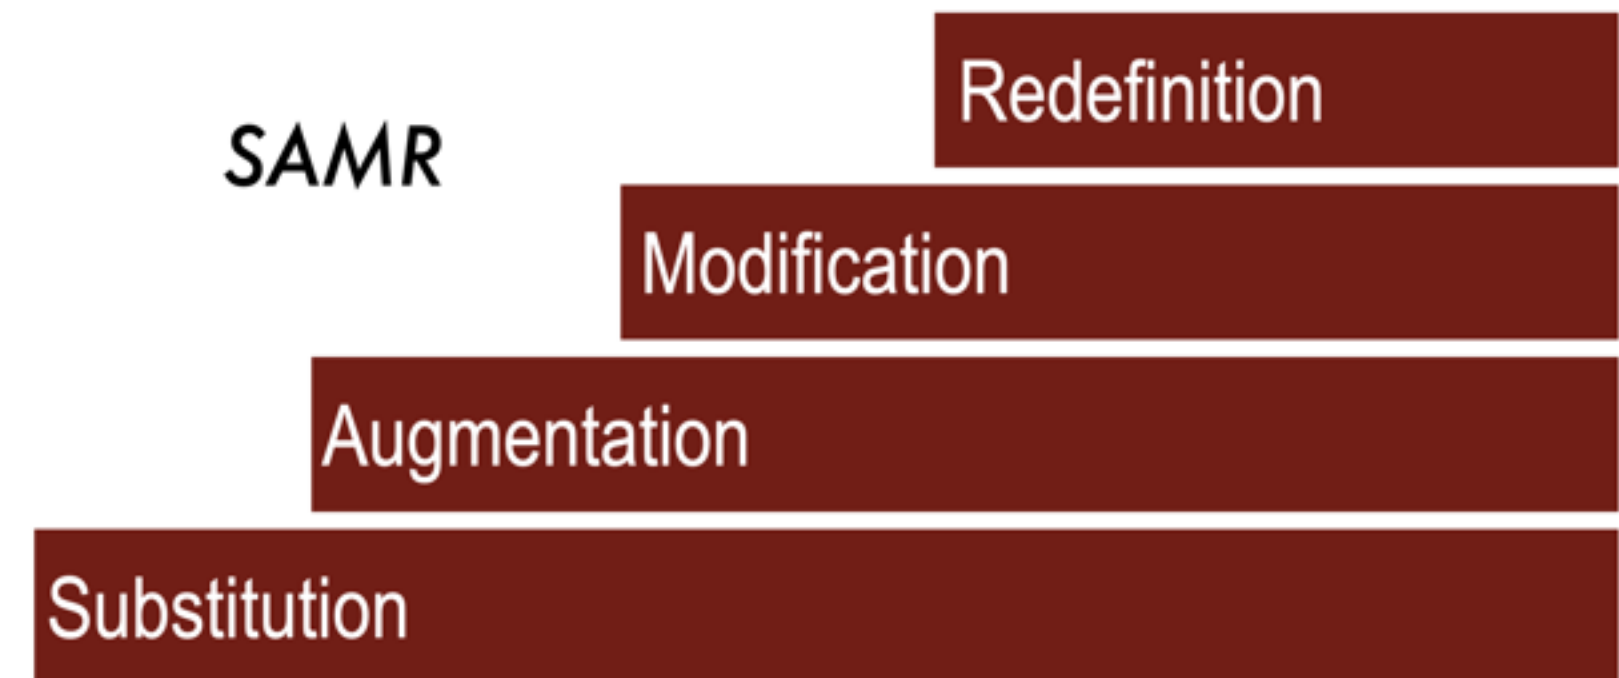 Redefinition
SAMR
Modification
Augmentation
Substitution